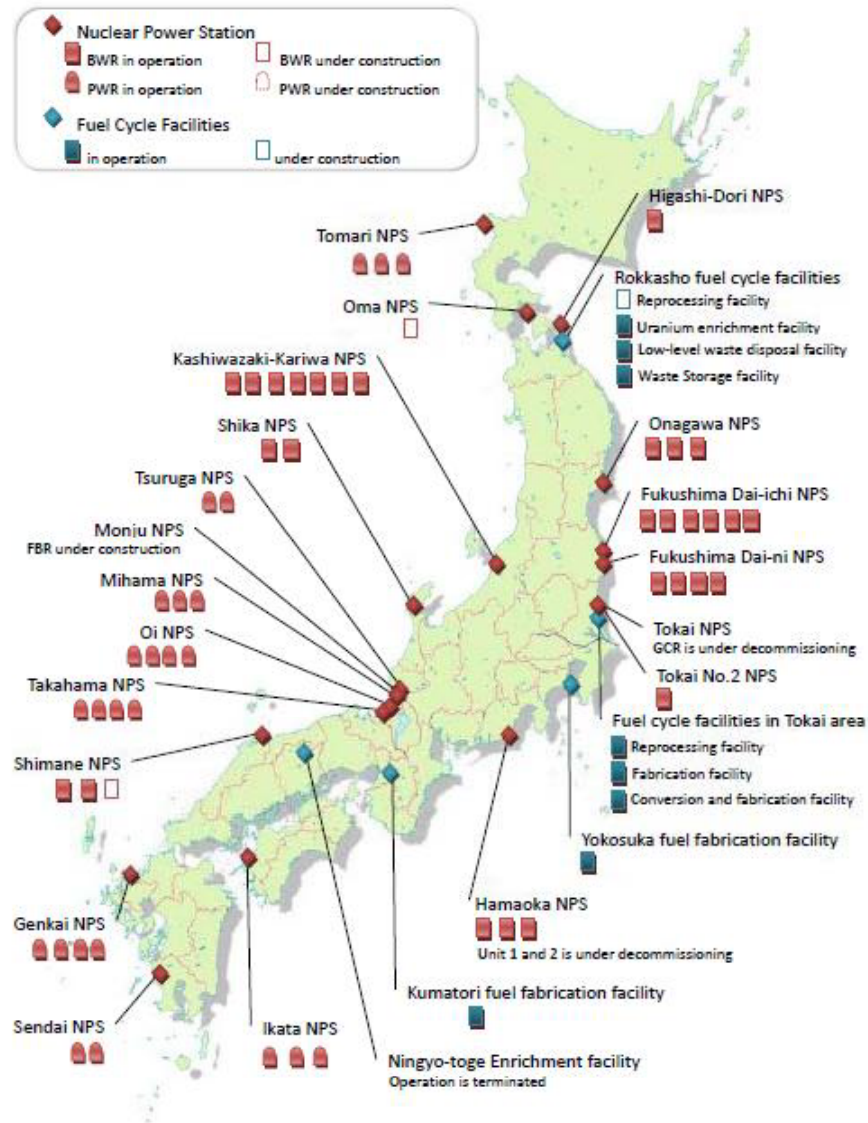 Nuclear Power Station
BWR in operation
BWR under construction
PWR in operation
PWR under construction
Fuel Cycle Facilities
in operation
under construction
Higashi-Dori NPS
Tomari NPS
Rokkasho fuel cycle facilities
Reprocessing facility
Oma NPS
Uranium enrichment facility
Low-level waste disposal facility
Kashiwazaki-Kariwa NPS
Waste Storage facility
Shika NPS
Onagawa NPS
Tsuruga NPS
Fukushima Dai-ichi NPS
Monju NPS
FBR under construction
Fukushima Dai-ni NPS
Mihama NPS
Oi NPS
Tokai NPS
GCR is under decommissioning
Takahama NPS
Tokai No.2 NPS
Fuel cycle facilities in Tokai area
Reprocessing facility
Shimane NPS
Fabrication facility
Conversion and fabrication facility
Yokosuka fuel fabrication facility
Hamaoka NPS
Unit 1 and 2 is under decommissioning
Genkai NPS
Kumatori fuel fabrication facility
Sendai NPS
Ikata NPS
Ningyo-toge Enrichment facility
Operation is terminated